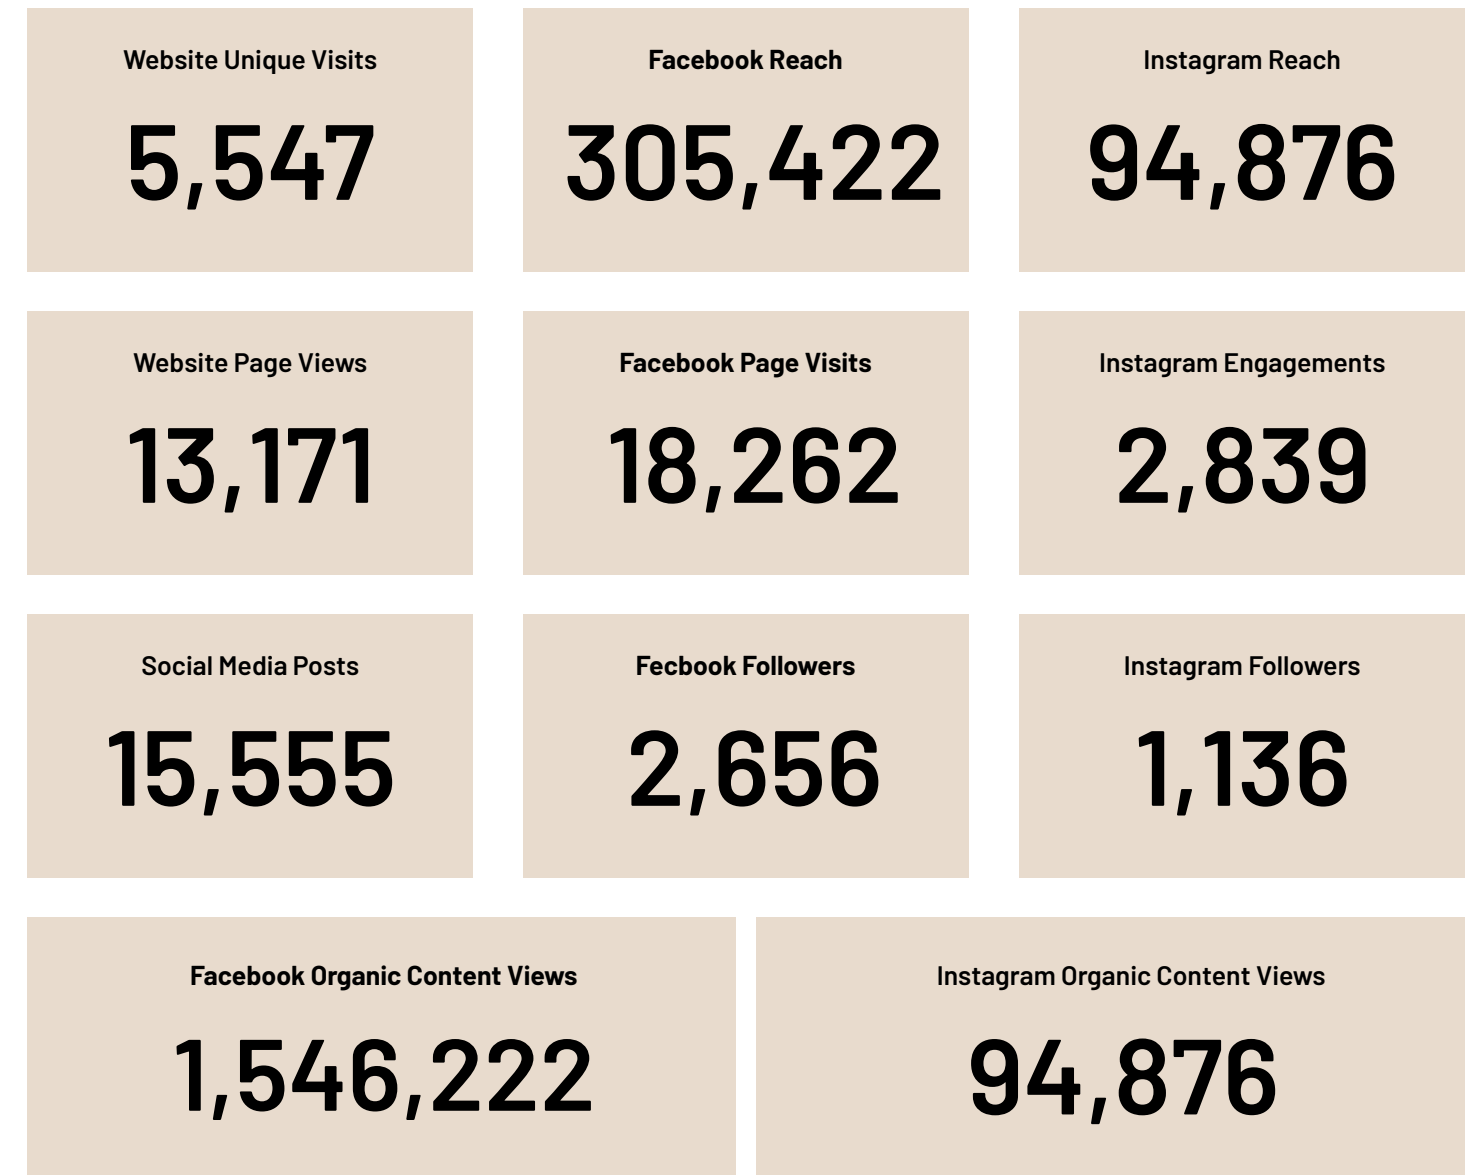 Website Unique Visits
5,547
Facebook Reach
305,422
Instagram Reach
94,876
Website Page Views
13,171
Facebook Page Visits
18,262
Instagram Engagements
2,839
Social Media Posts
15,555
Fecbook Followers
2,656
Instagram Followers
1,136
Facebook Organic Content Views
1,546,222
Instagram Organic Content Views
94,876